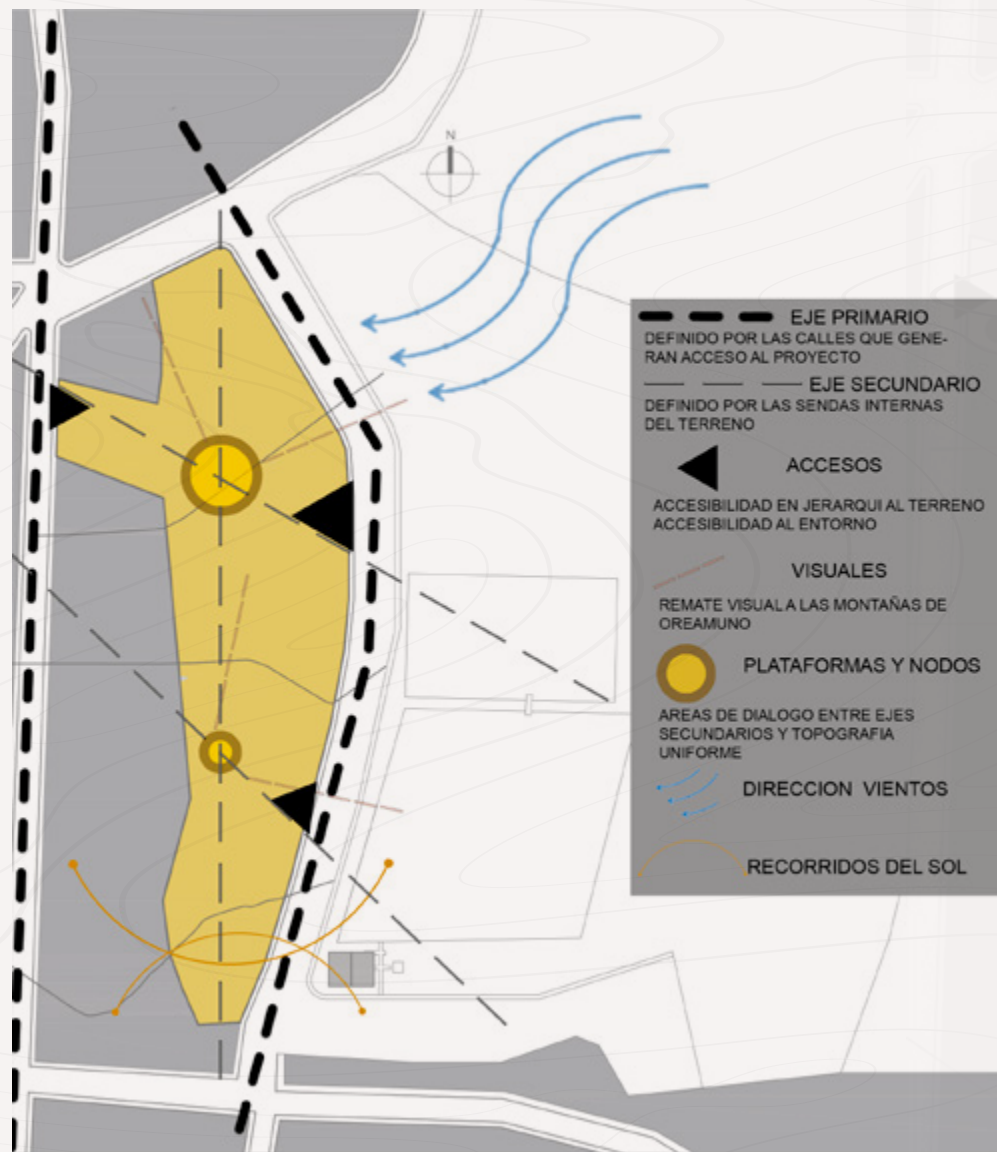 N
EJE PRIMARIO
DEFINIDO POR LAS CALLES QUE GENE-
RAN ACCESO AL PROYECTO
EJE SECUNDARIO
DEFINIDO POR LAS SENDAS INTERNAS
DEL TERRENO
ACCESOS
ACCESIBILIDAD EN JERARQUI AL TERRENO
ACCESIBILIDAD AL ENTORNO
VISUALES
REMATE VISUAL A LAS MONTAÑAS DE
OREAMUNO
PLATAFORMAS Y NODOS
AREAS DE DIALOGO ENTRE EJES
SECUNDARIOS Y TOPOGRAFIA
UNIFORME
DIRECCION VIENTOS
RECORRIDOS DEL SOL